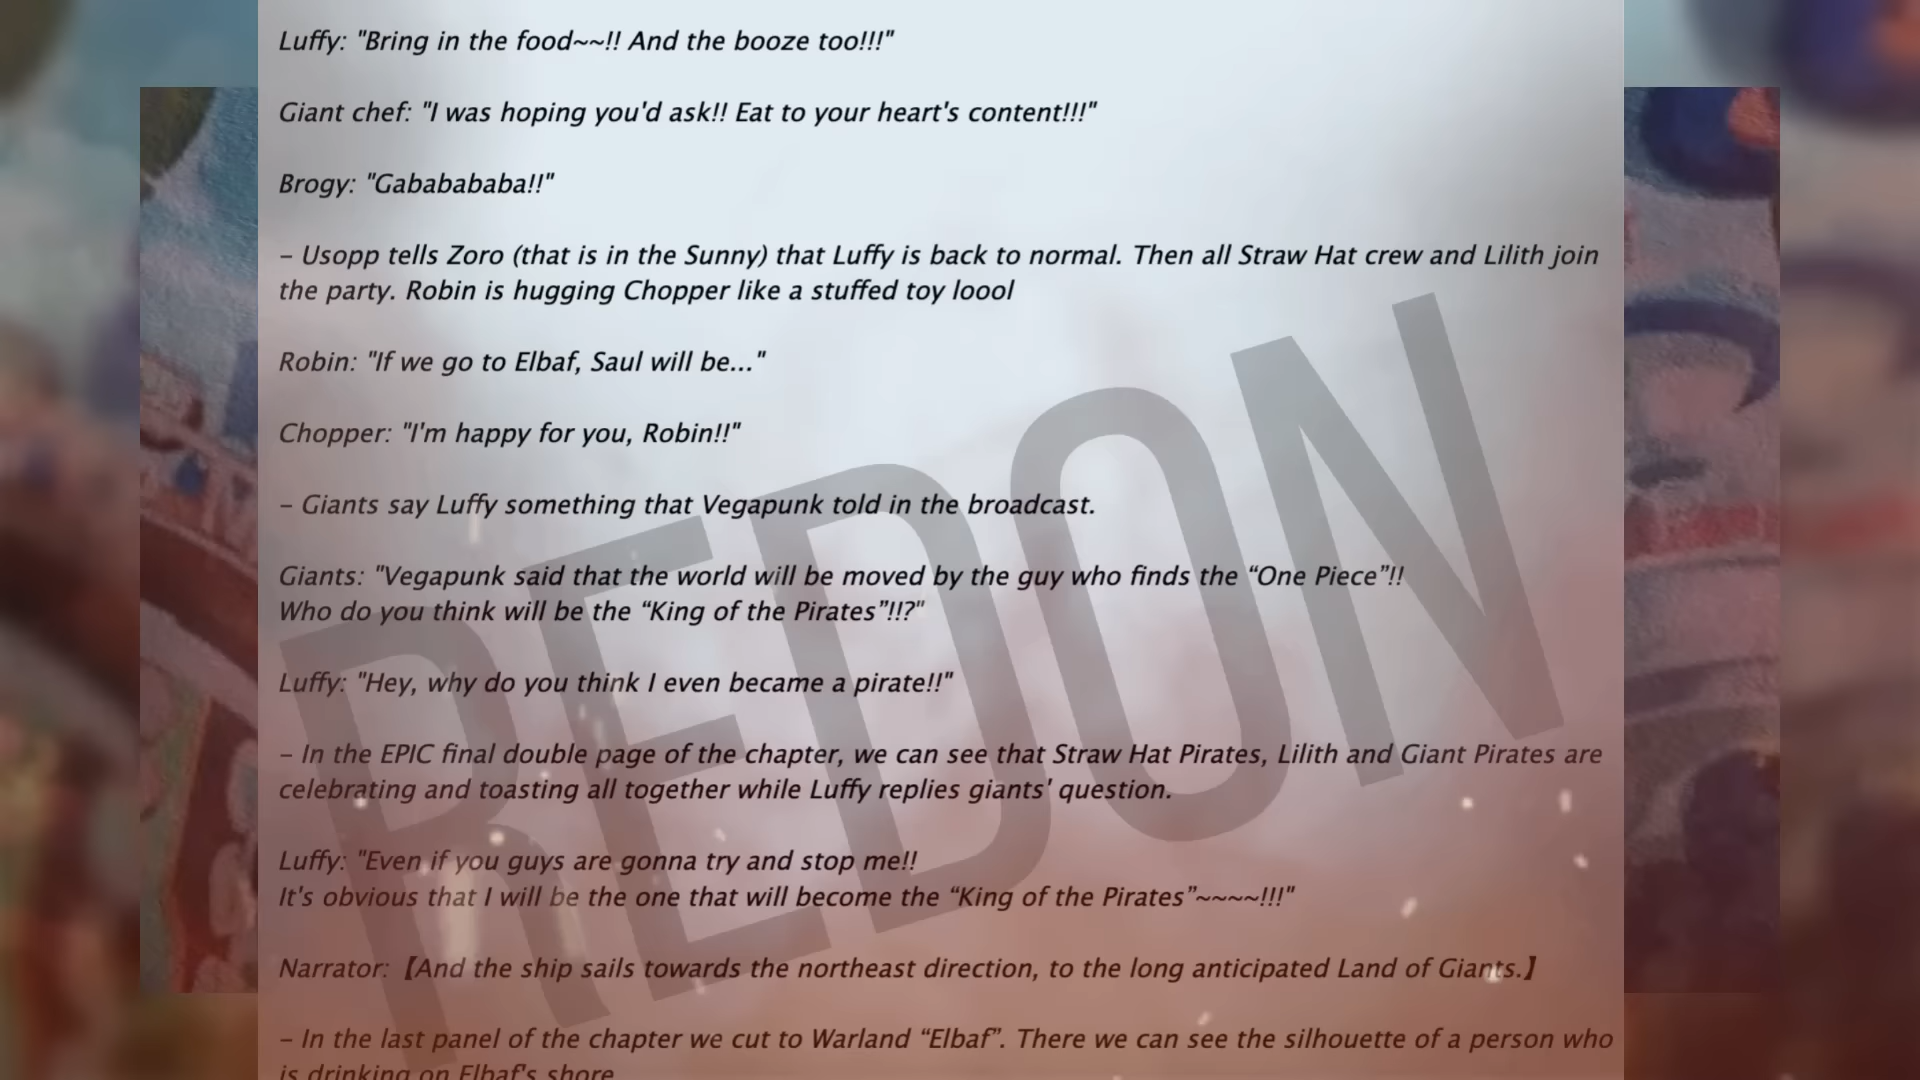 Luffy: "Bring in the food~~!! And the booze too!!!"
Giant chef: "I was hoping you'd ask!! Eat to your heart's content!!!"
Brogy: "Gababababa!!"
– Usopp tells Zoro (that is in the Sunny) that Luffy is back to normal. Then all Straw Hat crew and Lilith join
the party. Robin is hugging Chopper like a stuffed toy loool
Robin: "If we go to Elbaf, Saul will be..."
Chopper: "I'm happy for you, Robin!!"
– Giants say Luffy something that Vegapunk told in the broadcast.
Giants: "Vegapunk said that the world will be moved by the guy who finds the “One Piece”!!
Who do you think will be the “King of the Pirates”!!?"
Luffy: "Hey, why do you think I even became a pirate!!"
– In the EPIC final double page of the chapter, we can see that Straw Hat Pirates, Lilith and Giant Pirates are
celebrating and toasting all together while Luffy replies giants' question.
Luffy: "Even if you guys are gonna try and stop me!!
It's obvious that I will be the one that will become the “King of the Pirates”~~~~!!!"
Narrator:【And the ship sails towards the northeast direction, to the long anticipated Land of Giants.】
– In the last panel of the chapter we cut to Warland “Elbaf”. There we can see the silhouette of a person who
is drinking on Elbaf's shore
REDON